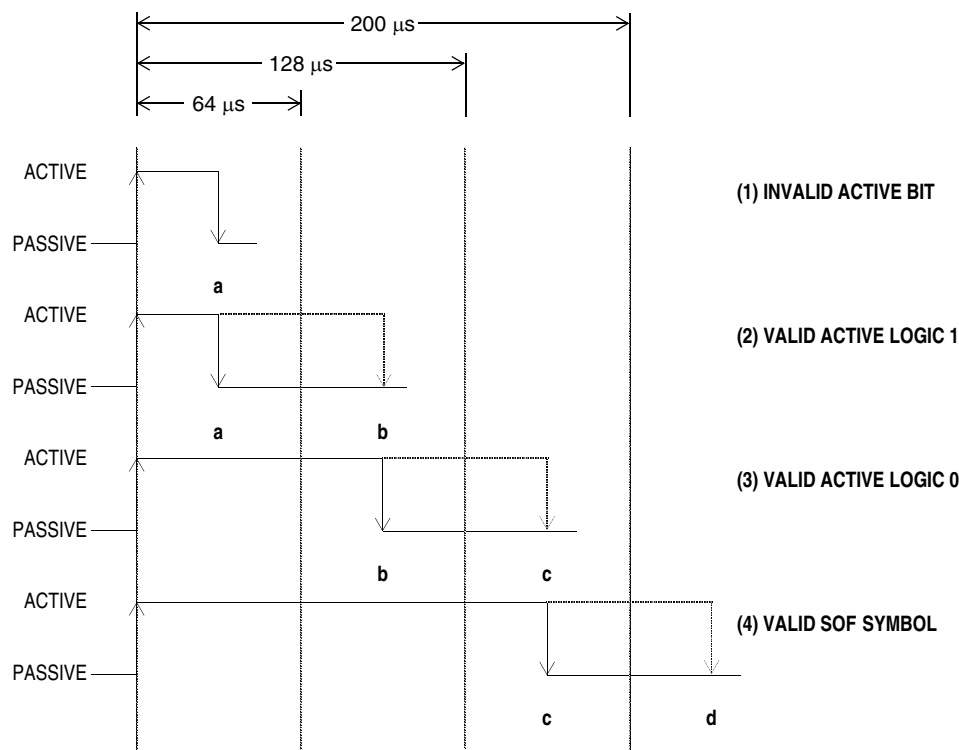 200 μs
128 μs
64 μs
ACTIVE
(1) INVALID ACTIVE BIT
PASSIVE
a
ACTIVE
(2) VALID ACTIVE LOGIC 1
PASSIVE
a b
ACTIVE
(3) VALID ACTIVE LOGIC 0
PASSIVE
b c
ACTIVE
(4) VALID SOF SYMBOL
PASSIVE
c d